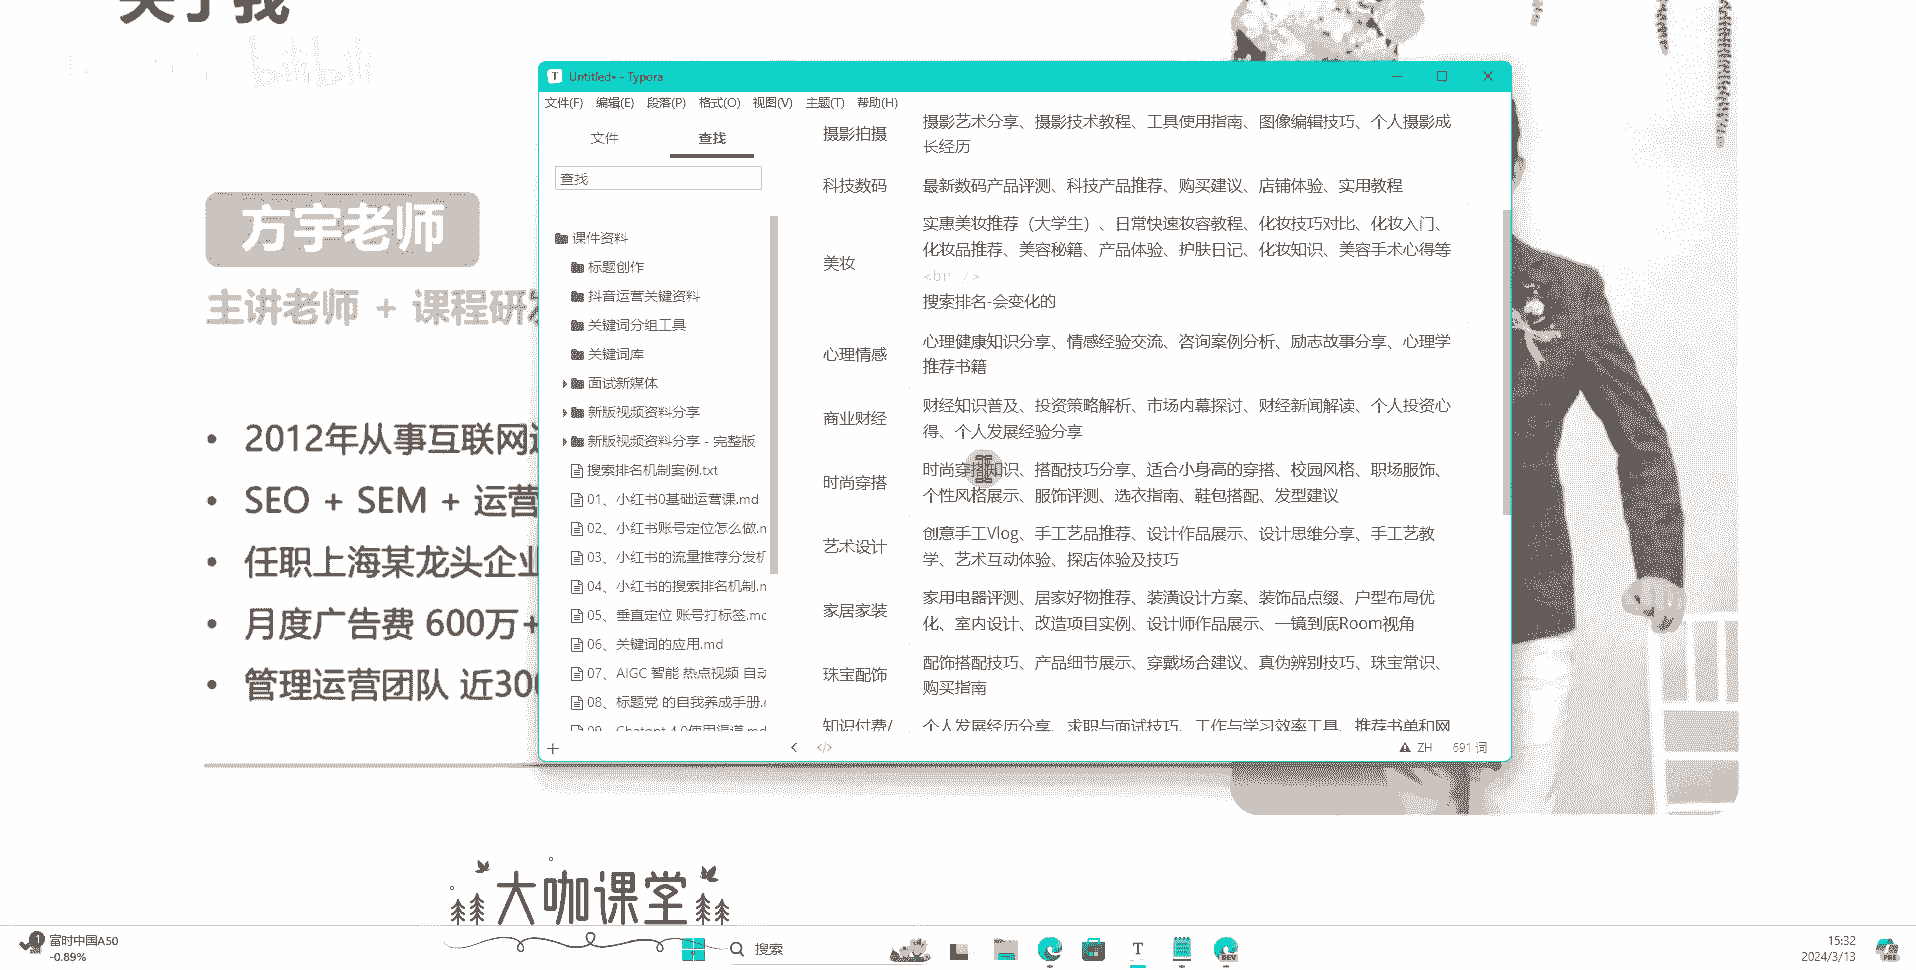 关于我
bilibili
方宇老师
主讲老师 + 课程研发
2012年从事互联网运
SEO + SEM + 运营
任职上海某龙头企业
月度广告费 600万+
管理运营团队 近300
大咖课堂
Untitled• - Typora
文件(F) 编辑(E) 段落(P) 格式(O) 视图(V) 主题(T) 帮助(H)
文件 查找
查找
课件资料
标题创作
抖音运营关键资料
关键词分组工具
关键词库
面试新媒体
新版视频资料分享
新版视频资料分享 - 完整版
搜索排名机制案例.txt
01、小红书0基础运营课.md
02、小红书账号定位怎么做.m
03、小红书的流量推荐分发机
04、小红书的搜索排名机制.m
05、垂直定位 账号打标签.mc
06、关键词的应用.md
07、AIGC 智能 热点视频 自动
08、标题党 的自我养成手册.r
09、Chatgpt 4.0使用渠道.md
摄影拍摄
摄影艺术分享、摄影技术教程、工具使用指南、图像编辑技巧、个人摄影成
长经历
科技数码
最新数码产品评测、科技产品推荐、购买建议、店铺体验、实用教程
美妆
实惠美妆推荐（大学生）、日常快速妆容教程、化妆技巧对比、化妆入门、
化妆品推荐、美容秘籍、产品体验、护肤日记、化妆知识、美容手术心得等
<br />
搜索排名-会变化的
心理情感
心理健康知识分享、情感经验交流、咨询案例分析、励志故事分享、心理学
推荐书籍
商业财经
财经知识普及、投资策略解析、市场内幕探讨、财经新闻解读、个人投资心
得、个人发展经验分享
时尚穿搭
时尚穿搭知识、搭配技巧分享、适合小身高的穿搭、校园风格、职场服饰、
个性风格展示、服饰评测、选衣指南、鞋包搭配、发型建议
艺术设计
创意手工Vlog、手工艺品推荐、设计作品展示、设计思维分享、手工艺教
学、艺术互动体验、探店体验及技巧
家居家装
家用电器评测、居家好物推荐、装潢设计方案、装饰品点缀、户型布局优
化、室内设计、改造项目实例、设计师作品展示、一镜到底Room视角
珠宝配饰
配饰搭配技巧、产品细节展示、穿戴场合建议、真伪辨别技巧、珠宝常识、
购买指南
知识付费/
个人发展经历分享、求职与面试技巧、工作与学习效率工具、推荐书单和网
ZH 691 词
富时中国A50
-0.89%
1
搜索
DEV
15:32
2024/3/13
PRE